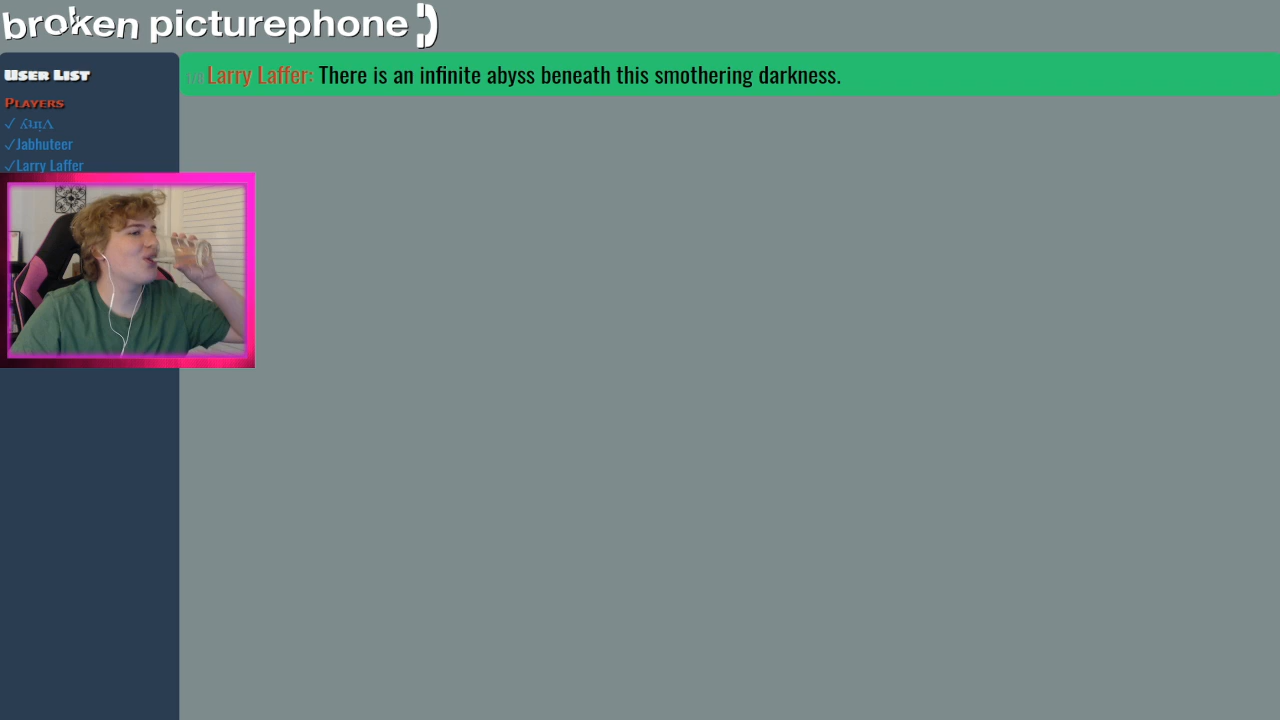 broken picturephone
User List
Players
✓Jabhuteer
✓Larry Laffer
Larry Laffer: There is an infinite abyss beneath this smothering darkness.